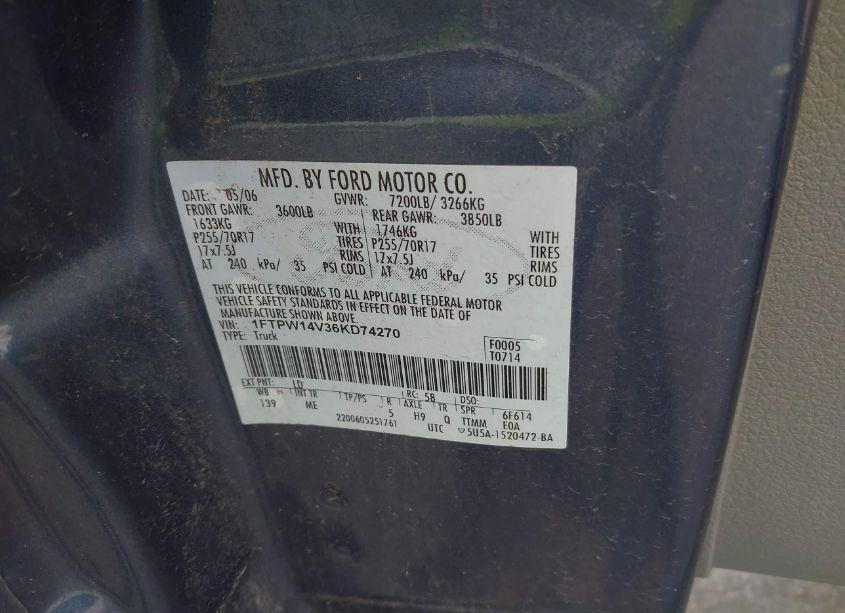 MFD. BY FORD MOTOR CO.
DATE: 05/06 GVWR: 7200LB/ 3266KG
FRONT GAWR: 3600LB REAR GAWR: 3850LB
1633KG WITH 1746KG WITH
P255/70R17 TIRES P255/70R17 TIRES
17x7.5J RIMS 17x7.5J RIMS
AT 240 kPa/ 35 PSI COLD AT 240 kPa/ 35 PSI COLD
THIS VEHICLE CONFORMS TO ALL APPLICABLE FEDERAL MOTOR
VEHICLE SAFETY STANDARDS IN EFFECT ON THE DATE OF
MANUFACTURE SHOWN ABOVE.
VIN: 1FTPW14V36KD74270
TYPE: Truck
F0005
T0714
EXT PNT: LD RC: 58 DSO:
WB INT TR TP/PS R AXLE TR SPR 6F614
139 ME 5 H9 Q TTMM E0A
2200605251761 UTC 5U5A-1520472-BA